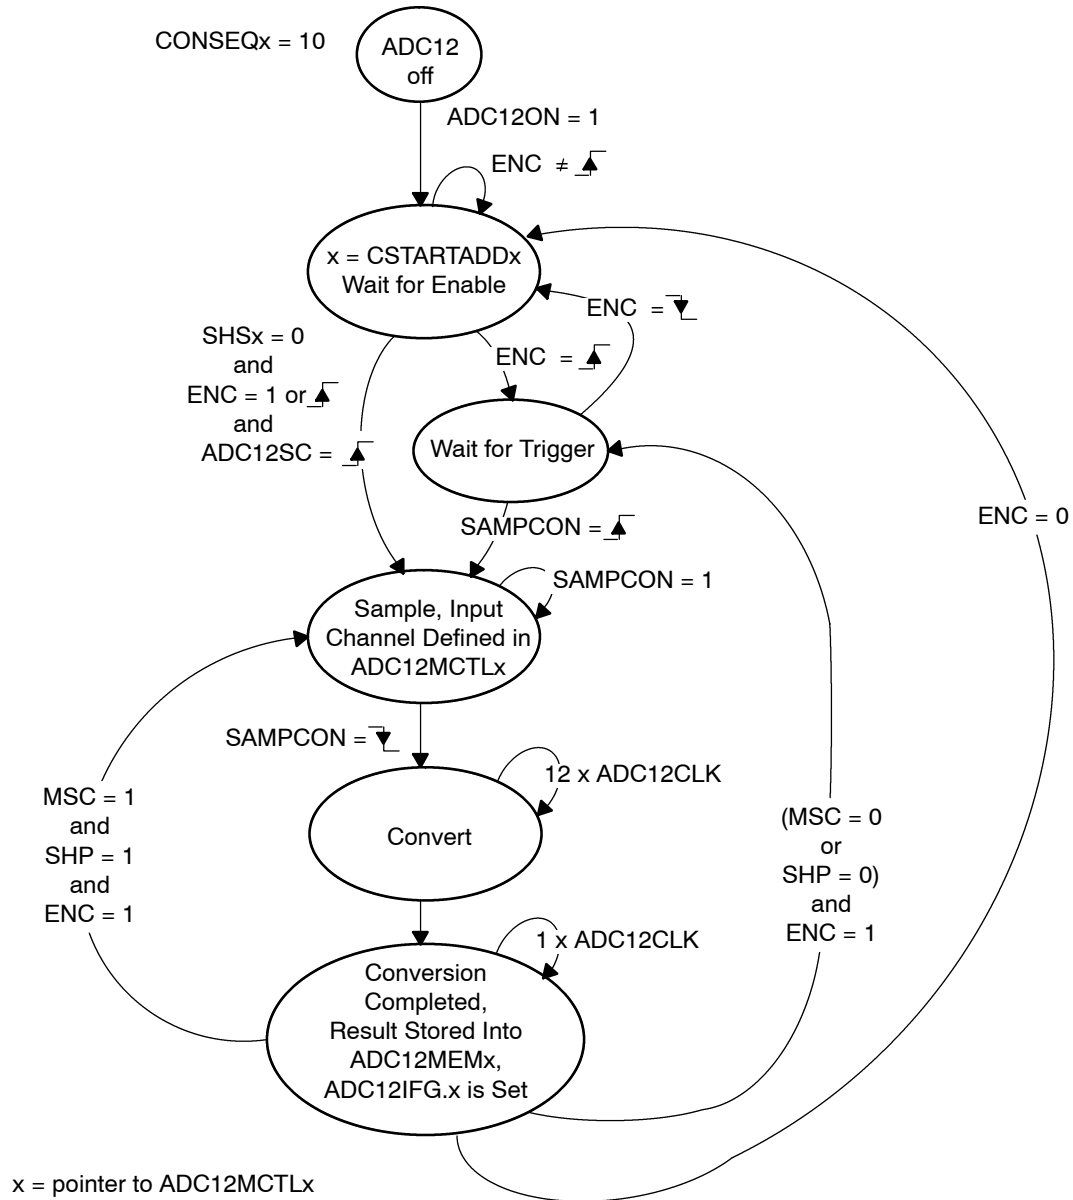 CONSEQx = 10
ADC12
off
ADC12ON = 1
ENC ≠
x = CSTARTADDx
Wait for Enable
ENC =
SHSx = 0
and
ENC = 1 or
and
ADC12SC =
ENC =
Wait for Trigger
ENC = 0
SAMPCON =
SAMPCON = 1
Sample, Input
Channel Defined in
ADC12MCTLx
SAMPCON =
12 x ADC12CLK
Convert
MSC = 1
and
SHP = 1
and
ENC = 1
(MSC = 0
or
SHP = 0)
and
ENC = 1
1 x ADC12CLK
Conversion
Completed,
Result Stored Into
ADC12MEMx,
ADC12IFG.x is Set
x = pointer to ADC12MCTLx